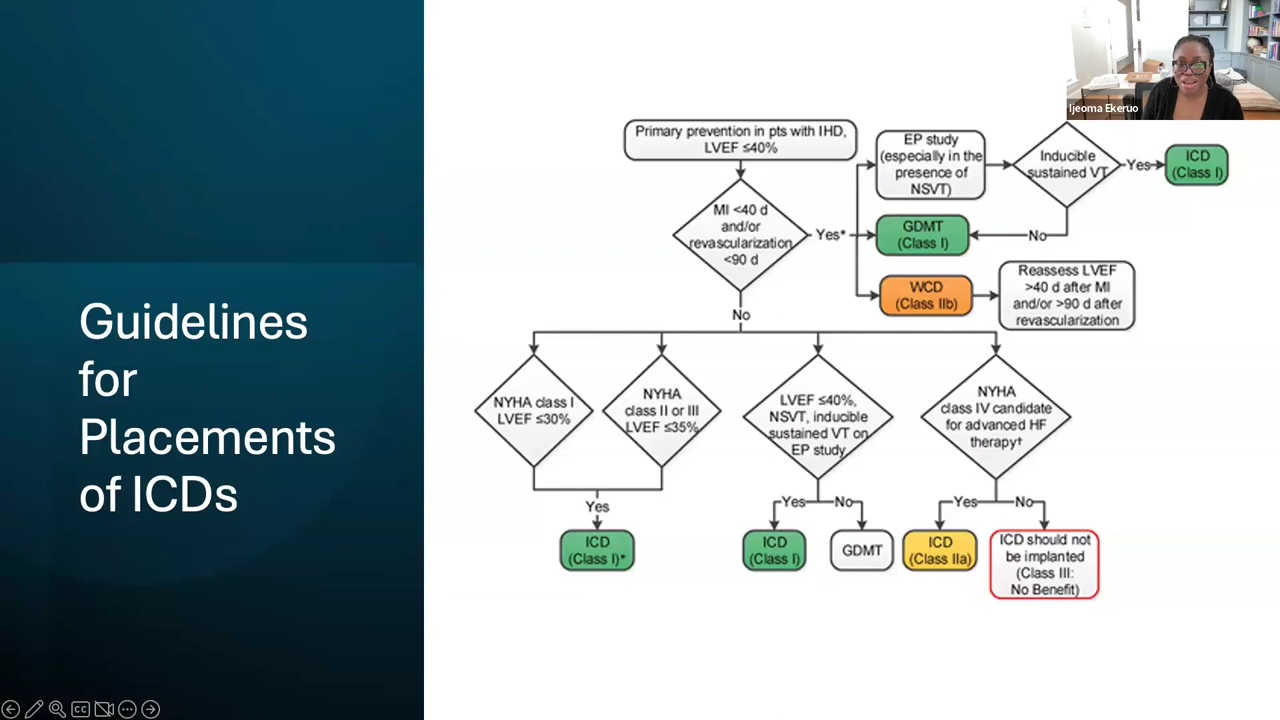 Guidelines
for
Placements
of ICDs
Ijeoma Ekeruo
Primary prevention in pts with IHD,
LVEF ≤40%
MI <40 d
and/or
revascularization
<90 d
Yes*
EP study
(especially in the
presence of
NSVT)
Inducible
sustained VT
Yes
ICD
(Class I)
GDMT
(Class I)
No
WCD
(Class IIb)
Reassess LVEF
>40 d after MI
and/or >90 d after
revascularization
No
NYHA class I
LVEF ≤30%
NYHA
class II or III
LVEF ≤35%
LVEF ≤40%,
NSVT, inducible
sustained VT on
EP study
NYHA
class IV candidate
for advanced HF
therapy†
Yes
ICD
(Class I)*
Yes
No
ICD
(Class I)
GDMT
Yes
No
ICD
(Class IIa)
ICD should not
be implanted
(Class III:
No Benefit)
CC